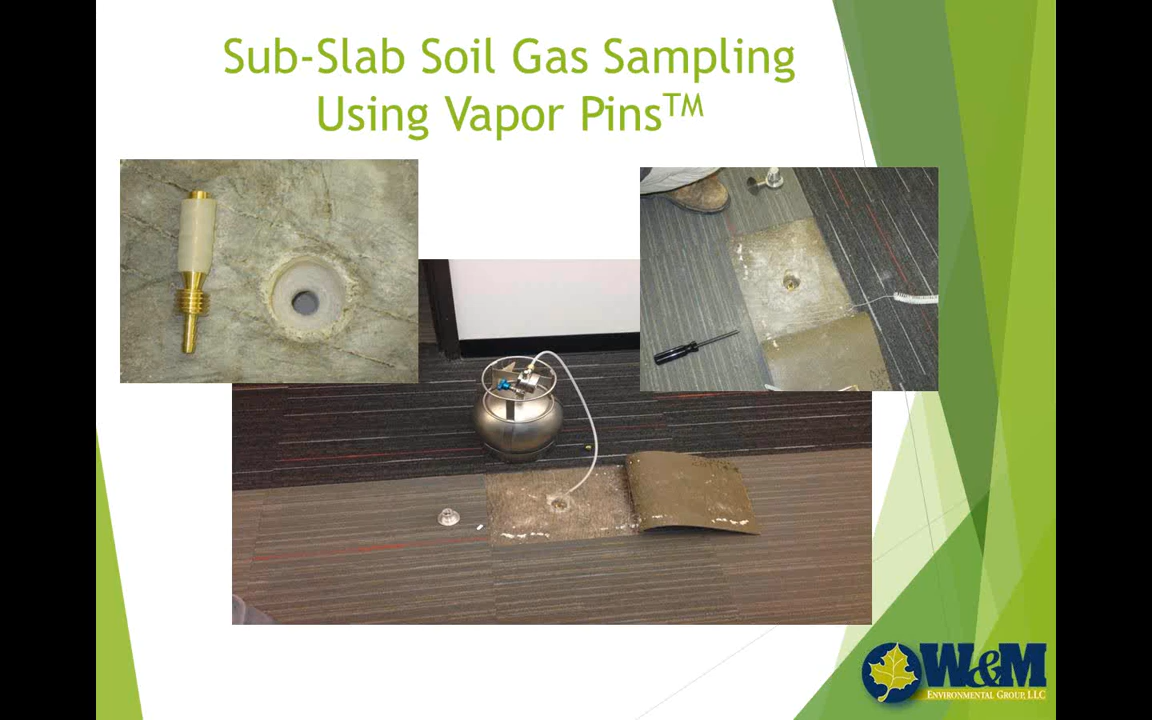 Sub-Slab Soil Gas Sampling
Using Vapor Pins™
W&M
ENVIRONMENTAL GROUP, LLC